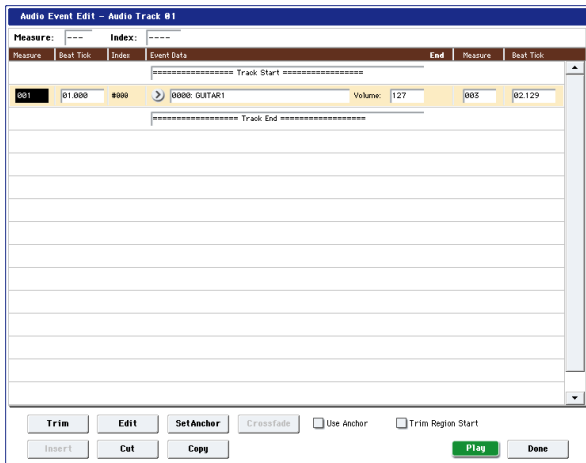 Audio Event Edit - Audio Track 01
Measure: --- Index: ----
Measure Beat Tick Index Event Data End Measure Beat Tick
================= Track Start =================
001 01.000 #000 0000: GUITAR1 Volume: 127 003 02.129
================== Track End ==================
Trim Edit SetAnchor Crossfade Use Anchor Trim Region Start
Insert Cut Copy Play Done